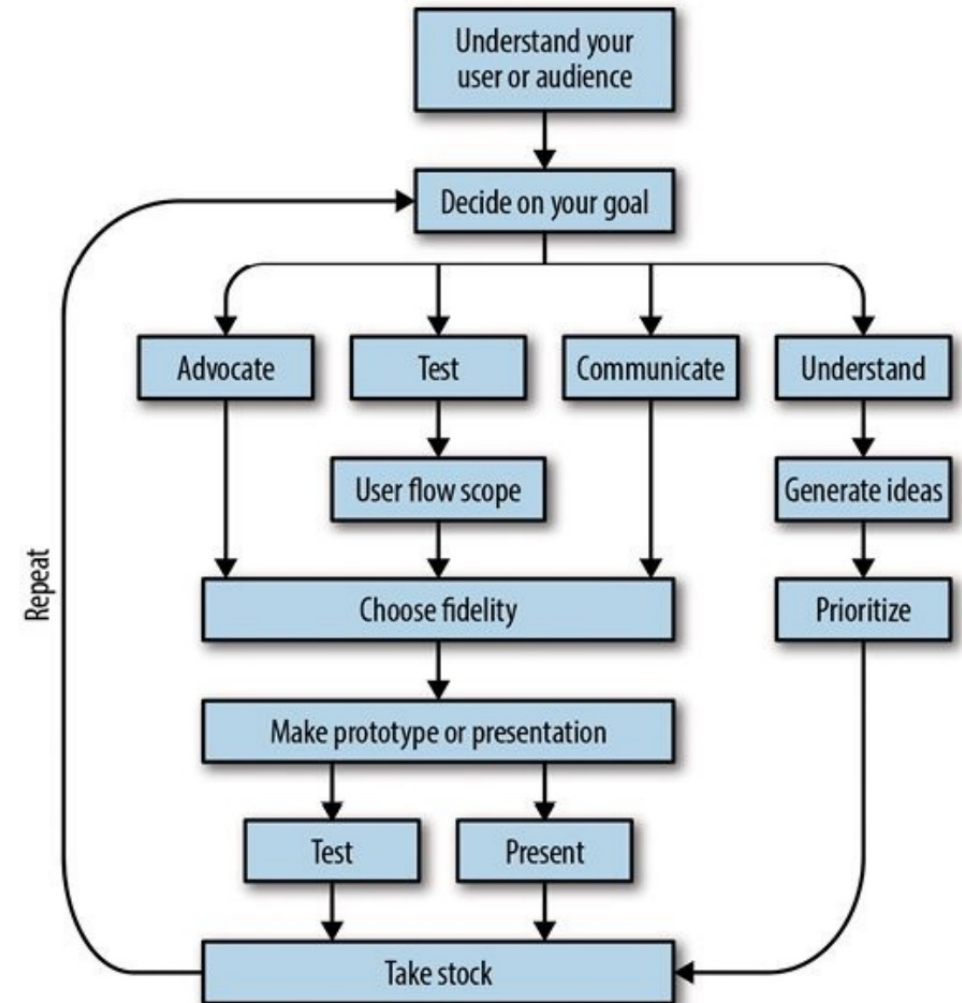 Understand your
user or audience
Decide on your goal
Advocate
Test
Communicate
Understand
User flow scope
Generate ideas
Repeat
Choose fidelity
Prioritize
Make prototype or presentation
Test
Present
Take stock